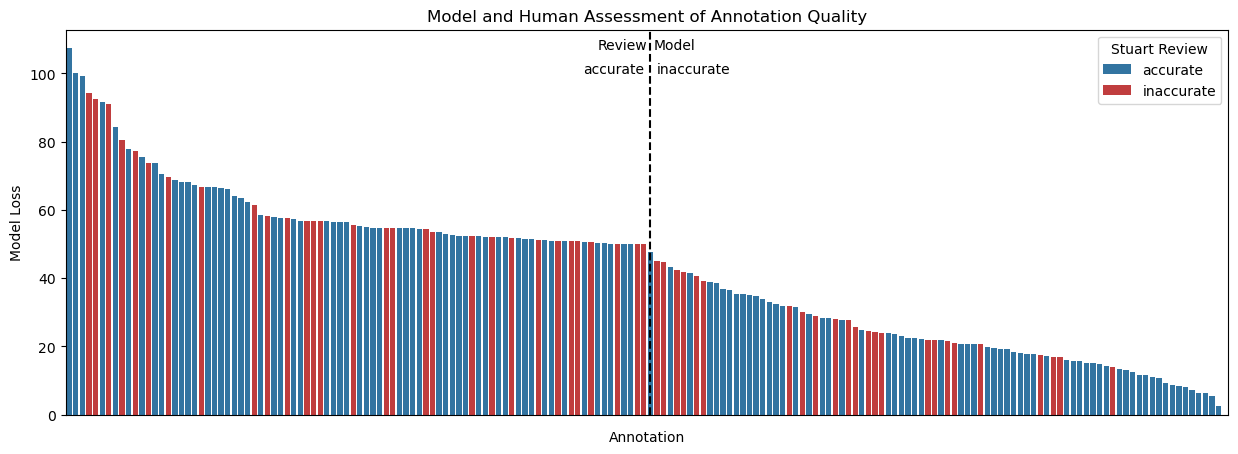 Model and Human Assessment of Annotation Quality
Review Model
accurate inaccurate
Stuart Review
accurate
inaccurate
100
80
60
40
20
0
Model Loss
Annotation